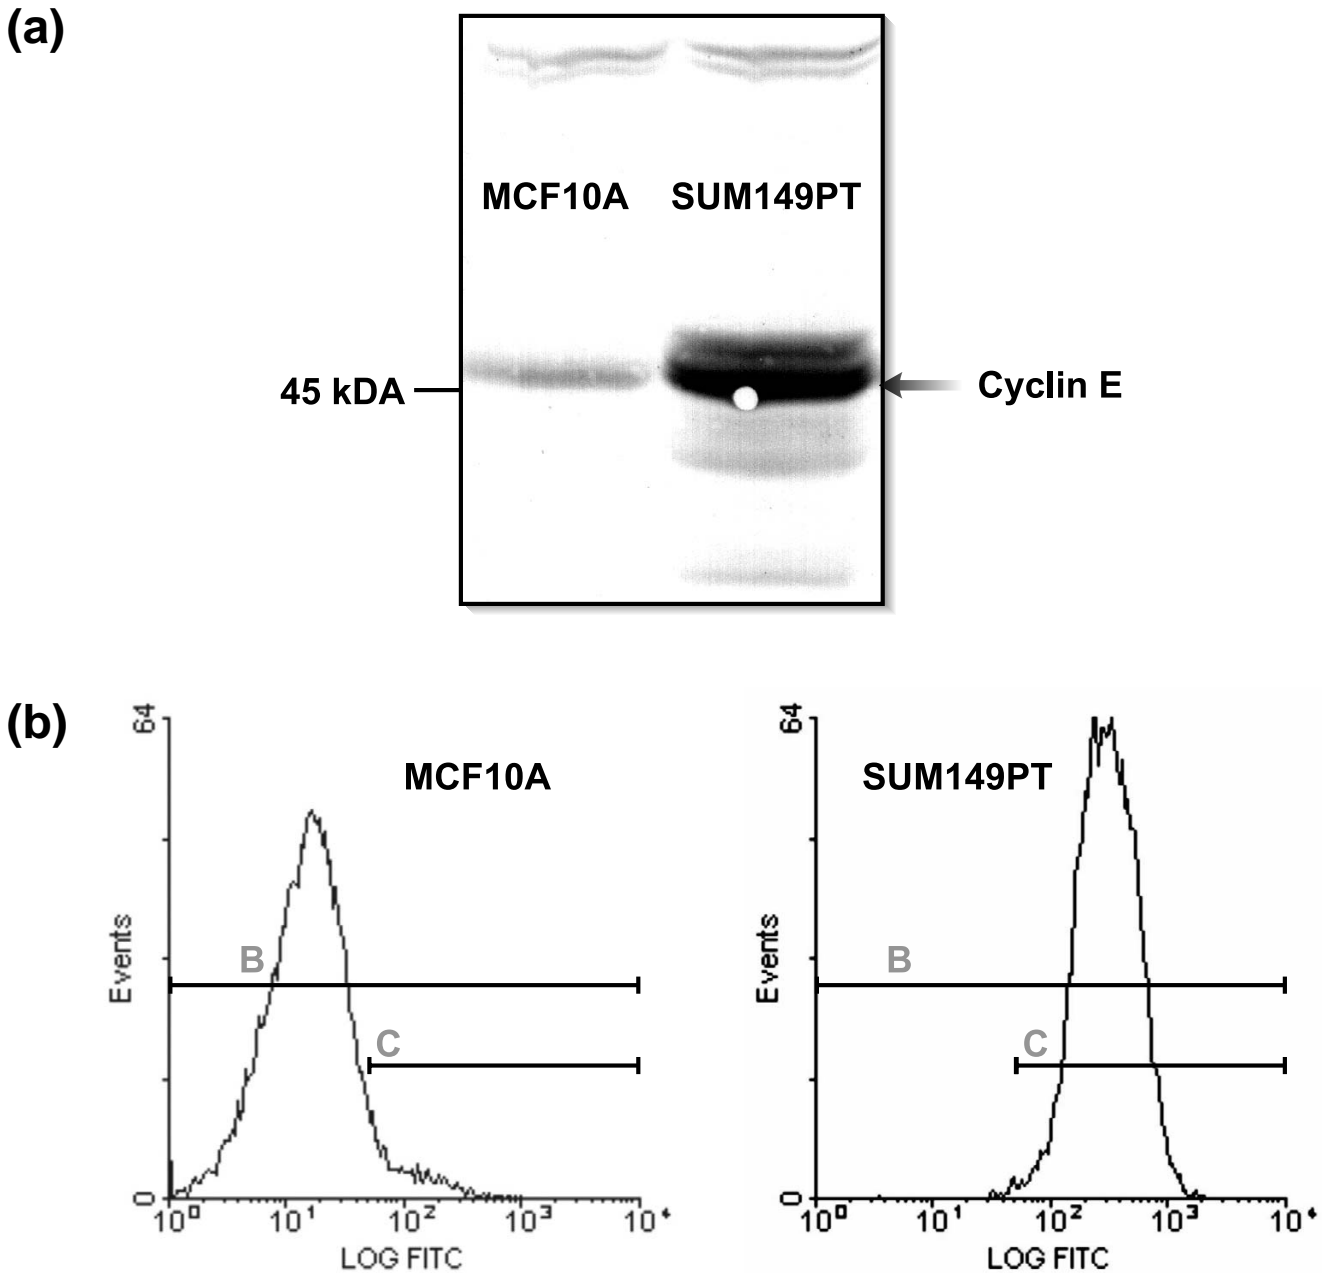 (a)
MCF10A SUM149PT
45 kDA
Cyclin E
(b)
64
MCF10A
Events
B
C
0
10⁰ 10¹ 10² 10³ 10⁴
LOG FITC
64
SUM149PT
Events
B
C
0
10⁰ 10¹ 10² 10³ 10⁴
LOG FITC